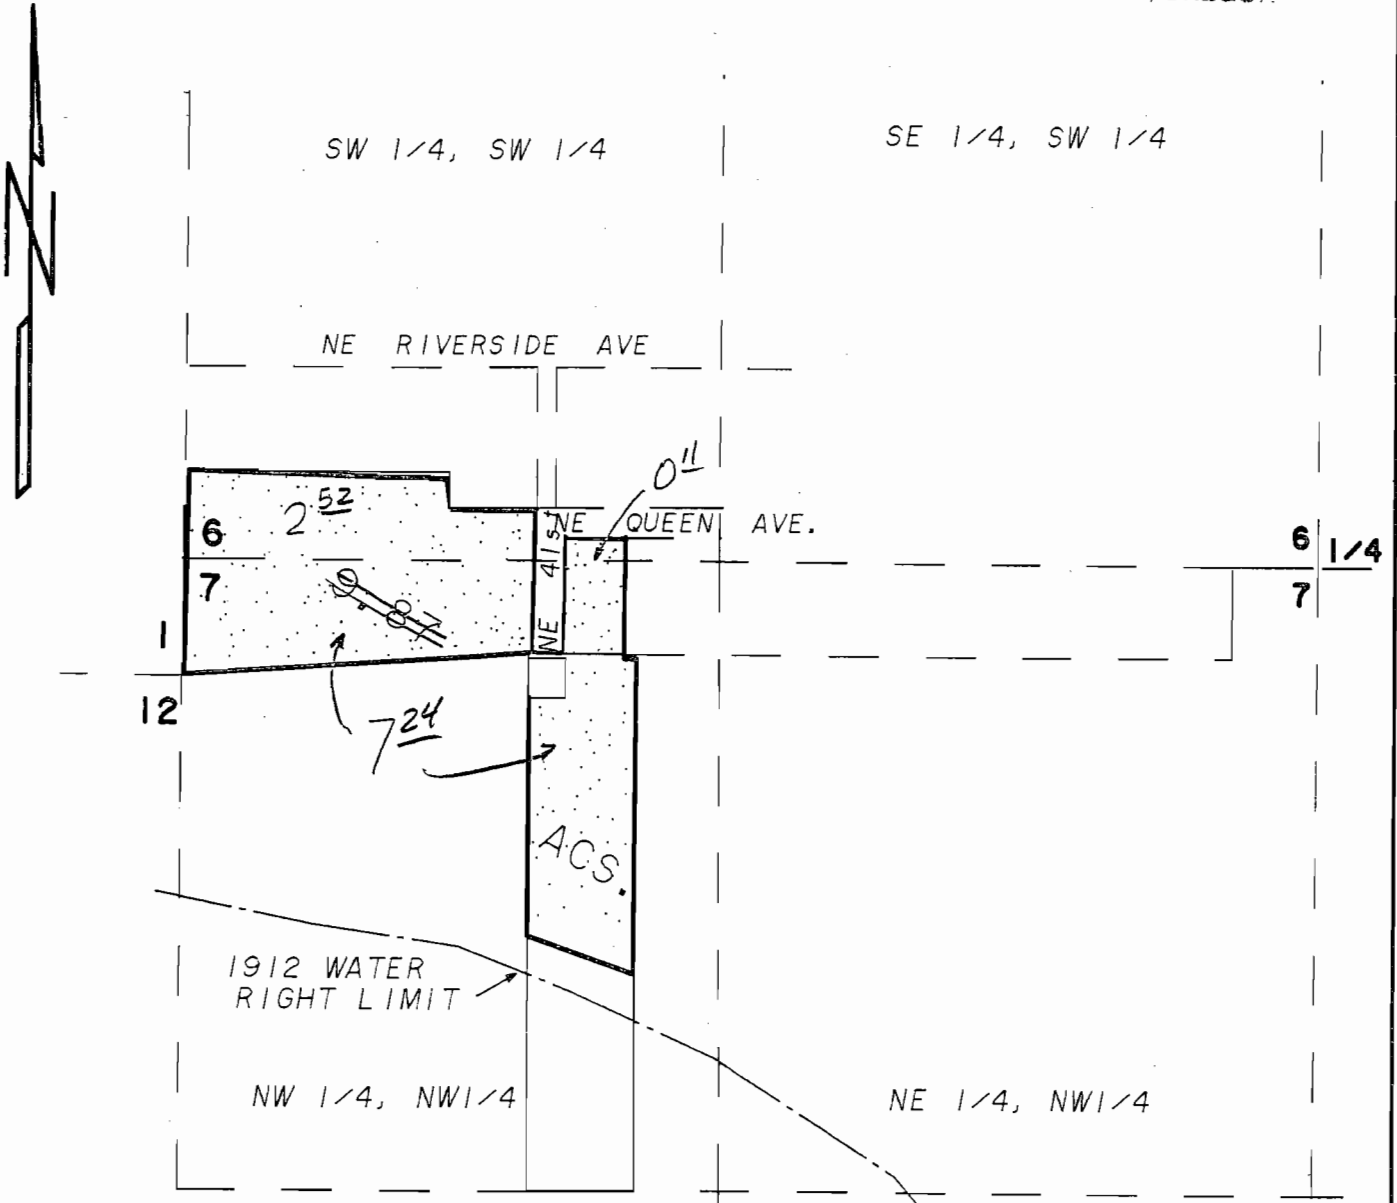 N
SW 1/4, SW 1/4
SE 1/4, SW 1/4
NE RIVERSIDE AVE
0 11
2 52
NE QUEEN AVE.
NE 41st
6
7
6
1/4
7
1
12
7 24
ACS.
1912 WATER
RIGHT LIMIT
NW 1/4, NW1/4
NE 1/4, NW1/4